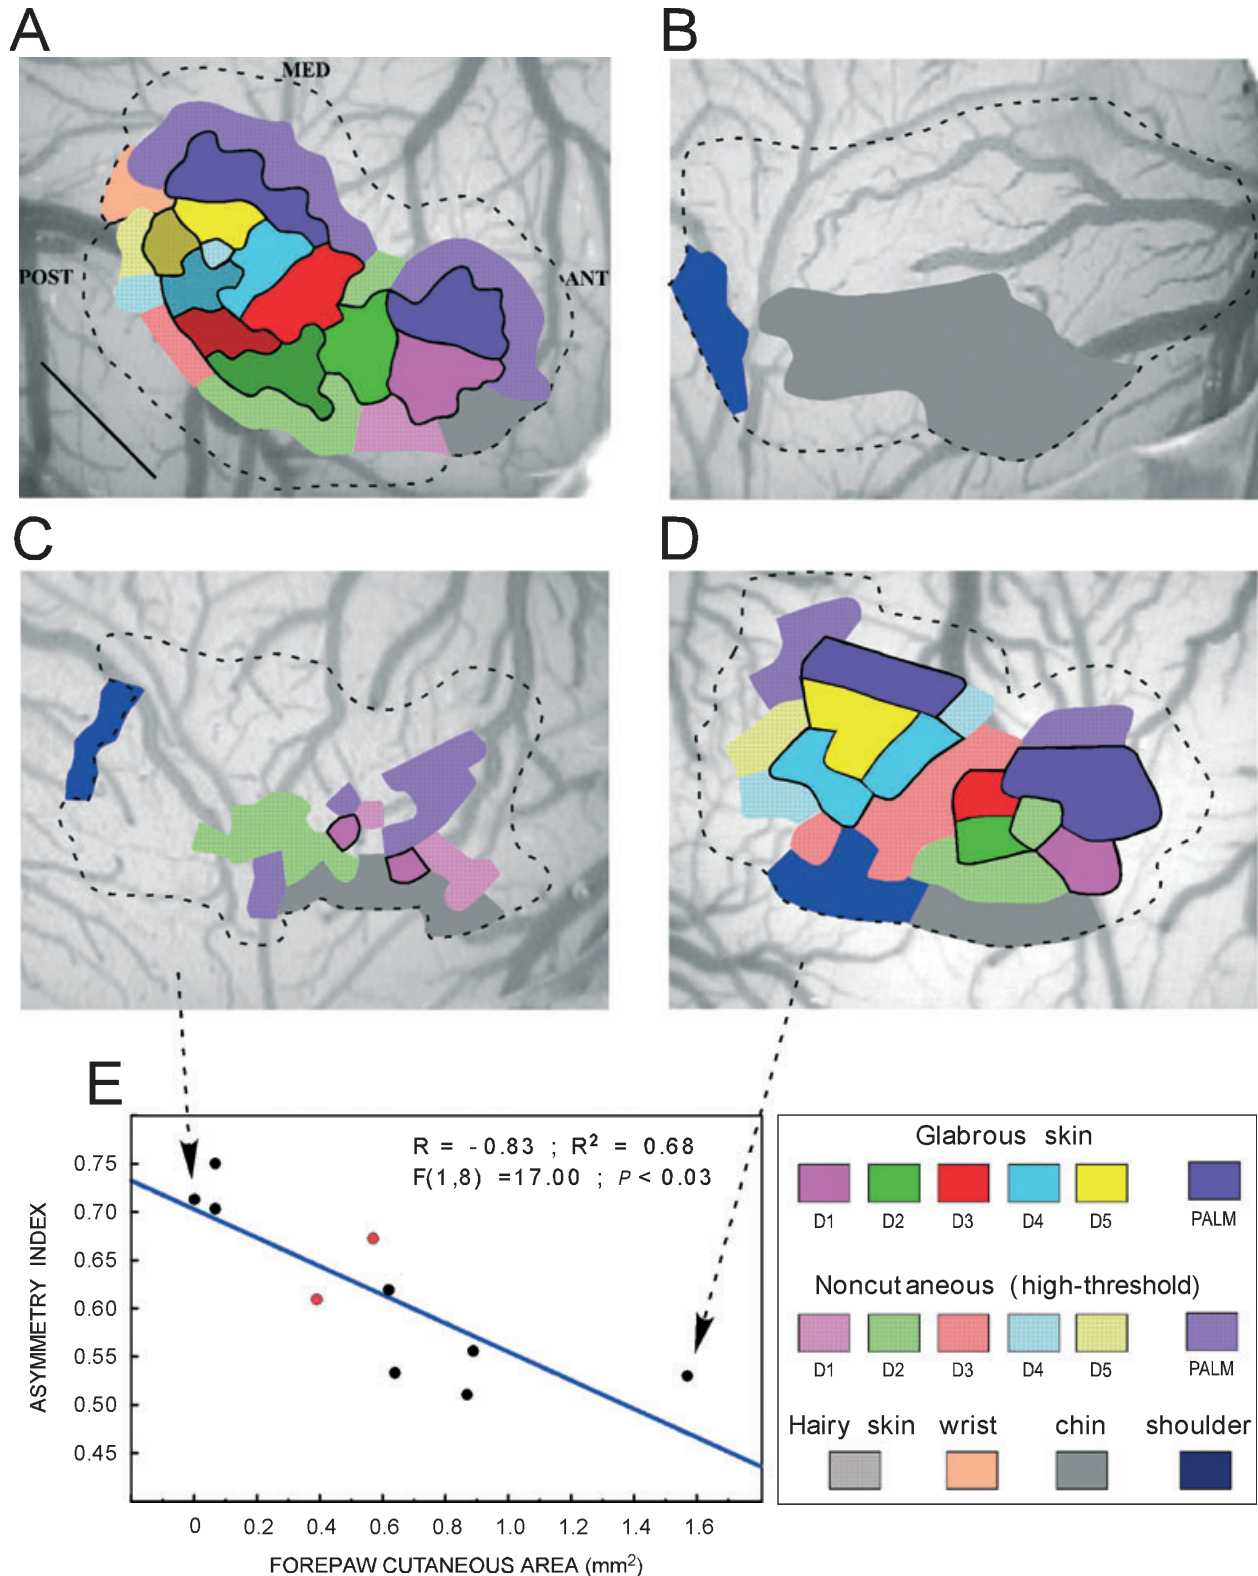 A
B
MED
POST
ANT
C
D
E
R = -0.83 ; R² = 0.68
F(1,8) =17.00 ; P < 0.03
0.75
0.70
0.65
0.60
0.55
0.50
0.45
ASYMMETRY INDEX
0 0.2 0.4 0.6 0.8 1.0 1.2 1.4 1.6
FOREPAW CUTANEOUS AREA (mm²)
Glabrous skin
D1 D2 D3 D4 D5 PALM
Noncutaneous (high-threshold)
D1 D2 D3 D4 D5 PALM
Hairy skin wrist chin shoulder